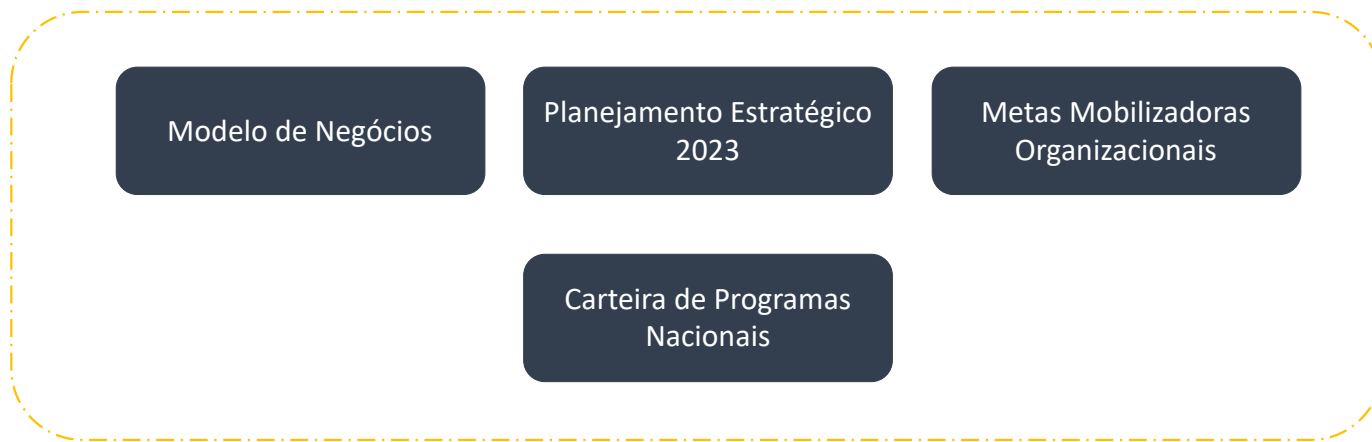 Modelo de Negócios
Planejamento Estratégico
2023
Metas Mobilizadoras
Organizacionais
Carteira de Programas
Nacionais